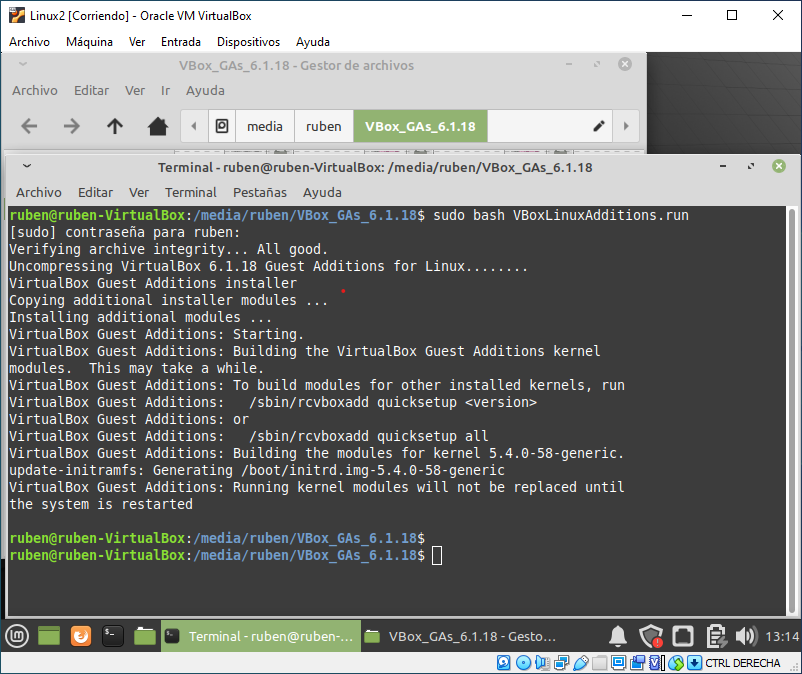 Linux2 [Corriendo] - Oracle VM VirtualBox
Archivo Máquina Ver Entrada Dispositivos Ayuda
VBox_GAs_6.1.18 - Gestor de archivos
Archivo Editar Ver Ir Ayuda
media ruben VBox_GAs_6.1.18
Terminal - ruben@ruben-VirtualBox: /media/ruben/VBox_GAs_6.1.18
Archivo Editar Ver Terminal Pestañas Ayuda
ruben@ruben-VirtualBox:/media/ruben/VBox_GAs_6.1.18$ sudo bash VBoxLinuxAdditions.run
[sudo] contraseña para ruben:
Verifying archive integrity... All good.
Uncompressing VirtualBox 6.1.18 Guest Additions for Linux........
VirtualBox Guest Additions installer
Copying additional installer modules ...
Installing additional modules ...
VirtualBox Guest Additions: Starting.
VirtualBox Guest Additions: Building the VirtualBox Guest Additions kernel
modules.  This may take a while.
VirtualBox Guest Additions: To build modules for other installed kernels, run
VirtualBox Guest Additions:   /sbin/rcvboxadd quicksetup <version>
VirtualBox Guest Additions: or
VirtualBox Guest Additions:   /sbin/rcvboxadd quicksetup all
VirtualBox Guest Additions: Building the modules for kernel 5.4.0-58-generic.
update-initramfs: Generating /boot/initrd.img-5.4.0-58-generic
VirtualBox Guest Additions: Running kernel modules will not be replaced until
the system is restarted
ruben@ruben-VirtualBox:/media/ruben/VBox_GAs_6.1.18$
ruben@ruben-VirtualBox:/media/ruben/VBox_GAs_6.1.18$
Terminal - ruben@ruben-... VBox_GAs_6.1.18 - Gesto... 13:14
CTRL DERECHA